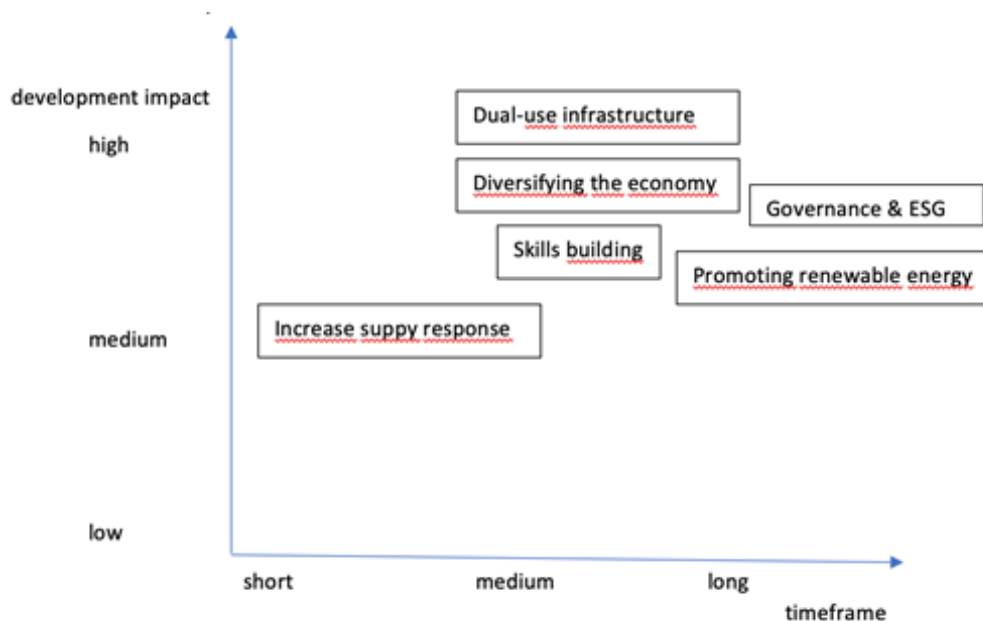 development impact
Dual-use infrastructure
high
Diversifying the economy
Governance & ESG
Skills building
Promoting renewable energy
Increase suppy response
medium
low
short medium long
timeframe